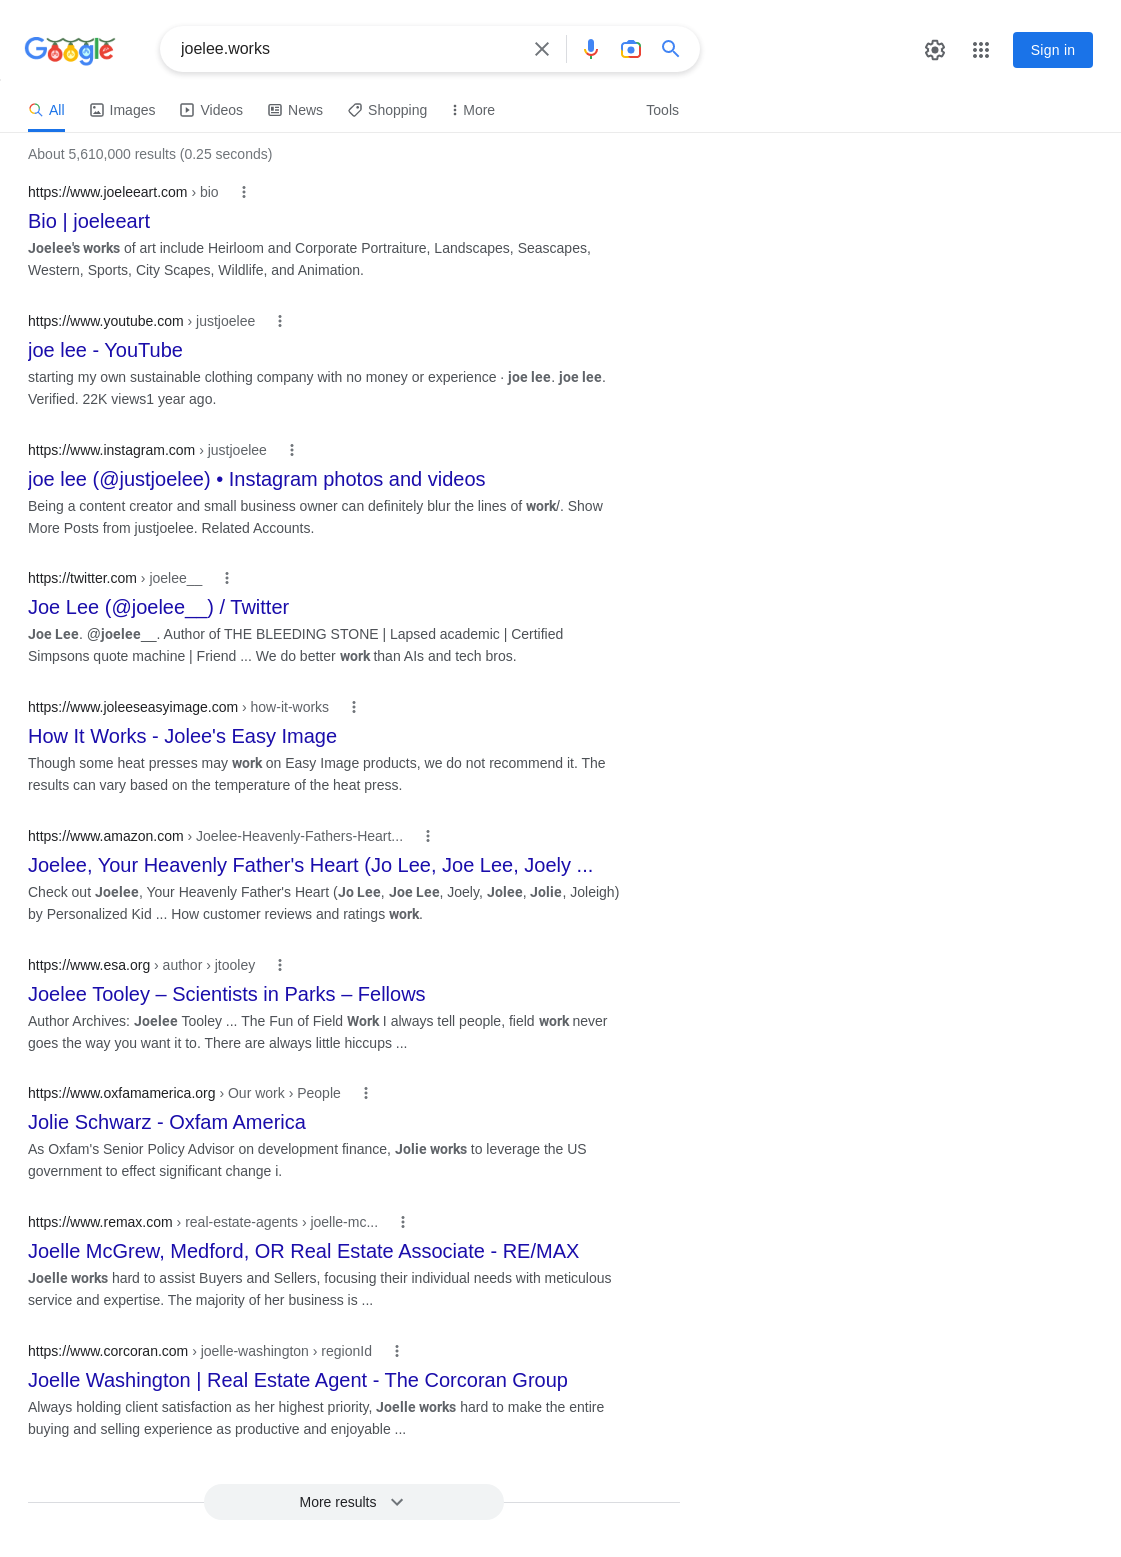 Google
joelee.works
Sign in
All
Images
Videos
News
Shopping
More
Tools
About 5,610,000 results (0.25 seconds)
https://www.joeleeart.com › bio
Bio | joeleeart
Joelee's works of art include Heirloom and Corporate Portraiture, Landscapes, Seascapes,
Western, Sports, City Scapes, Wildlife, and Animation.
https://www.youtube.com › justjoelee
joe lee - YouTube
starting my own sustainable clothing company with no money or experience · joe lee. joe lee.
Verified. 22K views1 year ago.
https://www.instagram.com › justjoelee
joe lee (@justjoelee) • Instagram photos and videos
Being a content creator and small business owner can definitely blur the lines of work/. Show
More Posts from justjoelee. Related Accounts.
https://twitter.com › joelee__
Joe Lee (@joelee__) / Twitter
Joe Lee. @joelee__. Author of THE BLEEDING STONE | Lapsed academic | Certified
Simpsons quote machine | Friend ... We do better work than AIs and tech bros.
https://www.joleeseasyimage.com › how-it-works
How It Works - Jolee's Easy Image
Though some heat presses may work on Easy Image products, we do not recommend it. The
results can vary based on the temperature of the heat press.
https://www.amazon.com › Joelee-Heavenly-Fathers-Heart...
Joelee, Your Heavenly Father's Heart (Jo Lee, Joe Lee, Joely ...
Check out Joelee, Your Heavenly Father's Heart (Jo Lee, Joe Lee, Joely, Jolee, Jolie, Joleigh)
by Personalized Kid ... How customer reviews and ratings work.
https://www.esa.org › author › jtooley
Joelee Tooley – Scientists in Parks – Fellows
Author Archives: Joelee Tooley ... The Fun of Field Work I always tell people, field work never
goes the way you want it to. There are always little hiccups ...
https://www.oxfamamerica.org › Our work › People
Jolie Schwarz - Oxfam America
As Oxfam's Senior Policy Advisor on development finance, Jolie works to leverage the US
government to effect significant change i.
https://www.remax.com › real-estate-agents › joelle-mc...
Joelle McGrew, Medford, OR Real Estate Associate - RE/MAX
Joelle works hard to assist Buyers and Sellers, focusing their individual needs with meticulous
service and expertise. The majority of her business is ...
https://www.corcoran.com › joelle-washington › regionId
Joelle Washington | Real Estate Agent - The Corcoran Group
Always holding client satisfaction as her highest priority, Joelle works hard to make the entire
buying and selling experience as productive and enjoyable ...
More results